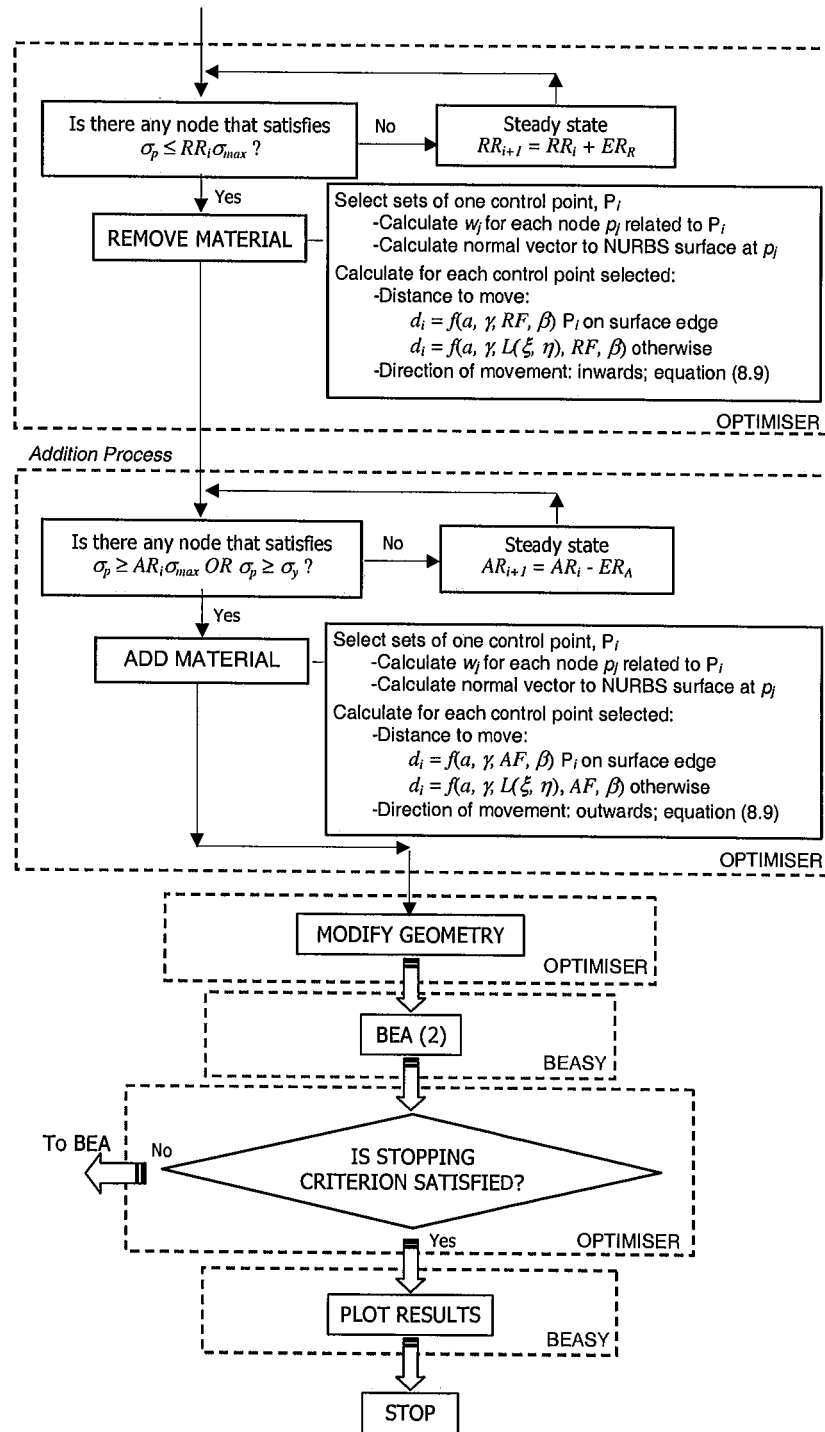 Is there any node that satisfies
σp ≤ RRiσmax ?
No
Steady state
RRi+1 = RRi + ERR
Yes
REMOVE MATERIAL
Select sets of one control point, Pi
-Calculate wj for each node pj related to Pi
-Calculate normal vector to NURBS surface at pj
Calculate for each control point selected:
-Distance to move:
di = f(a, γ, RF, β) Pi on surface edge
di = f(a, γ, L(ξ, η), RF, β) otherwise
-Direction of movement: inwards; equation (8.9)
OPTIMISER
Addition Process
Is there any node that satisfies
σp ≥ ARiσmax OR σp ≥ σy ?
No
Steady state
ARi+1 = ARi - ERA
Yes
ADD MATERIAL
Select sets of one control point, Pi
-Calculate wj for each node pj related to Pi
-Calculate normal vector to NURBS surface at pj
Calculate for each control point selected:
-Distance to move:
di = f(a, γ, AF, β) Pi on surface edge
di = f(a, γ, L(ξ, η), AF, β) otherwise
-Direction of movement: outwards; equation (8.9)
OPTIMISER
MODIFY GEOMETRY
OPTIMISER
BEA (2)
BEASY
To BEA
No
IS STOPPING
CRITERION SATISFIED?
Yes
OPTIMISER
PLOT RESULTS
BEASY
STOP